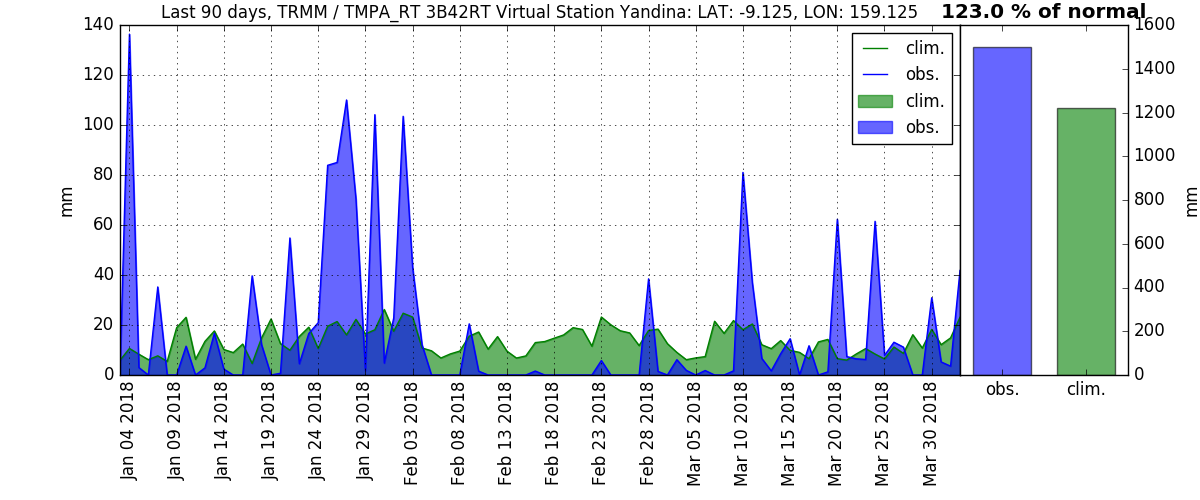 Last 90 days, TRMM / TMPA_RT 3B42RT Virtual Station Yandina: LAT: -9.125, LON: 159.125
123.0 % of normal
140
120
100
80
60
40
20
0
mm
clim.
obs.
clim.
obs.
Jan 04 2018
Jan 09 2018
Jan 14 2018
Jan 19 2018
Jan 24 2018
Jan 29 2018
Feb 03 2018
Feb 08 2018
Feb 13 2018
Feb 18 2018
Feb 23 2018
Feb 28 2018
Mar 05 2018
Mar 10 2018
Mar 15 2018
Mar 20 2018
Mar 25 2018
Mar 30 2018
1600
1400
1200
1000
800
600
400
200
0
mm
obs.
clim.